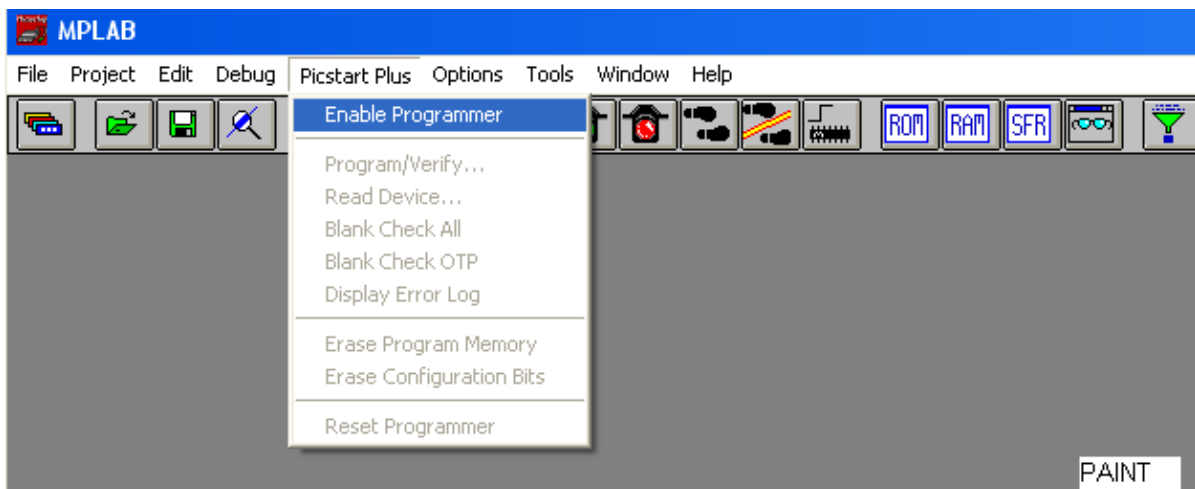 MPLAB
File Project Edit Debug Picstart Plus Options Tools Window Help
ROM RAM SFR
Enable Programmer
Program/Verify...
Read Device...
Blank Check All
Blank Check OTP
Display Error Log
Erase Program Memory
Erase Configuration Bits
Reset Programmer
PAINT